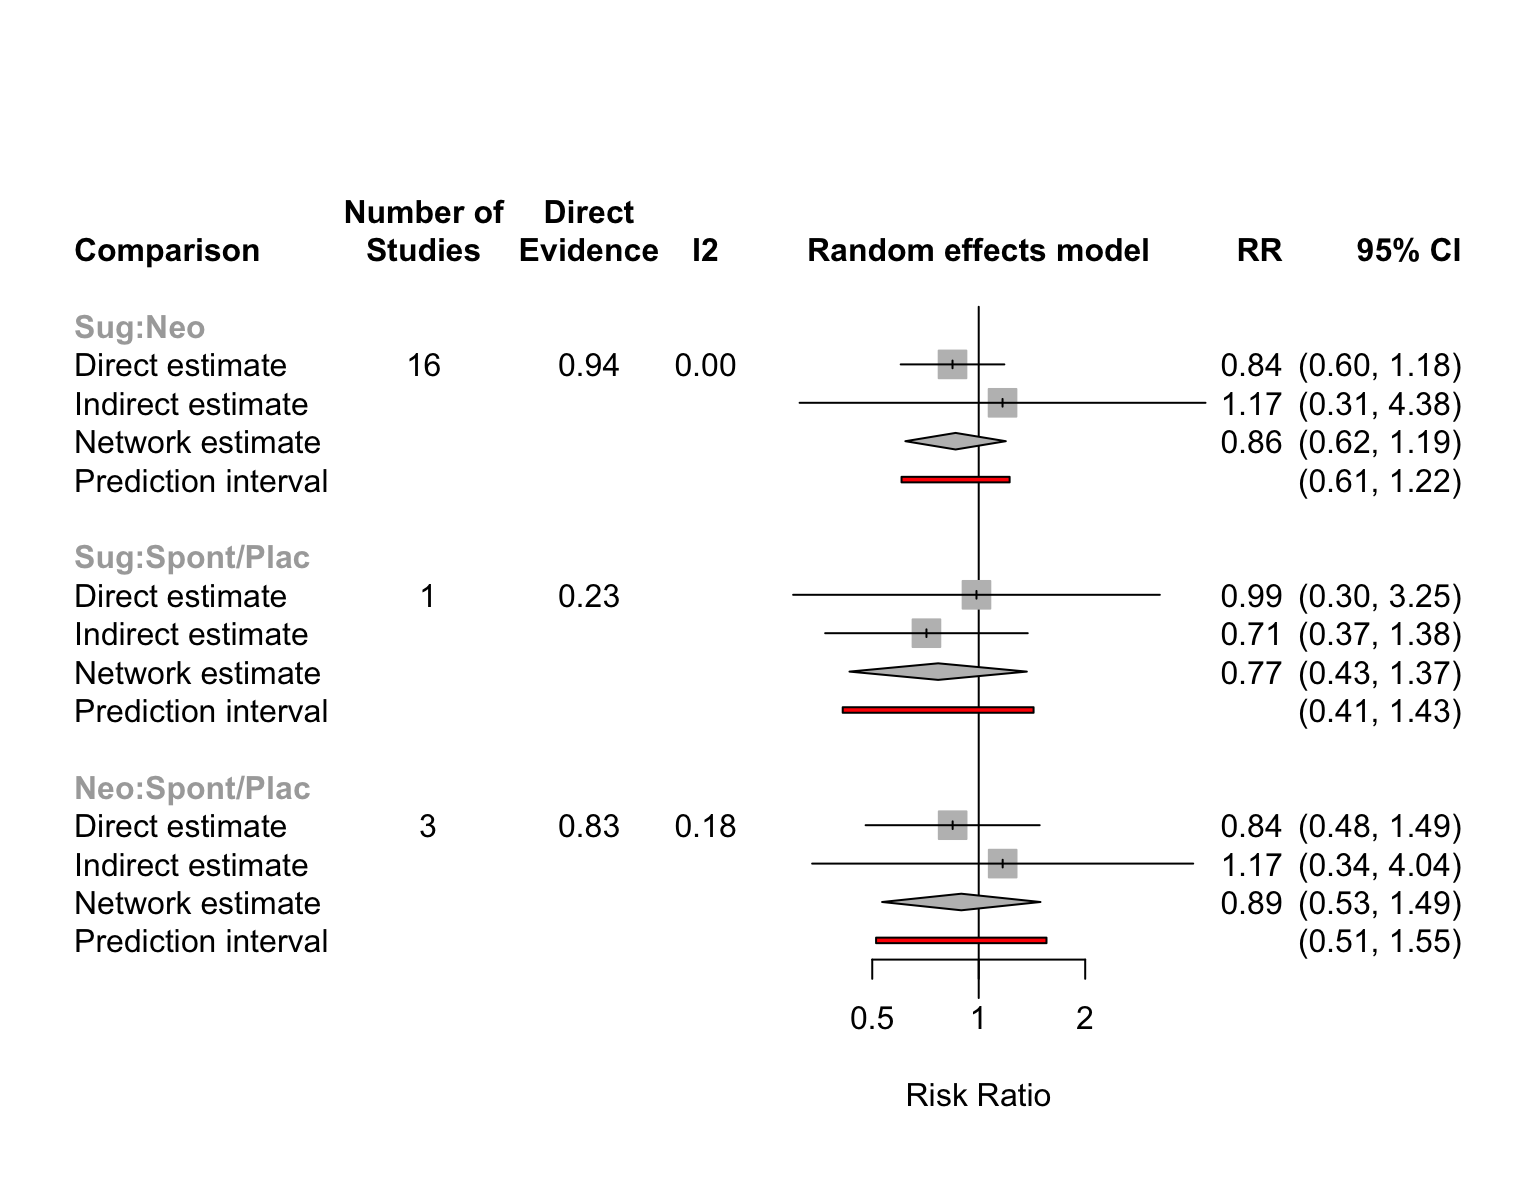 Number of Direct
Comparison Studies Evidence I2 Random effects model RR 95% CI
Sug:Neo
Direct estimate 16 0.94 0.00 0.84 (0.60, 1.18)
Indirect estimate 1.17 (0.31, 4.38)
Network estimate 0.86 (0.62, 1.19)
Prediction interval (0.61, 1.22)
Sug:Spont/Plac
Direct estimate 1 0.23 0.99 (0.30, 3.25)
Indirect estimate 0.71 (0.37, 1.38)
Network estimate 0.77 (0.43, 1.37)
Prediction interval (0.41, 1.43)
Neo:Spont/Plac
Direct estimate 3 0.83 0.18 0.84 (0.48, 1.49)
Indirect estimate 1.17 (0.34, 4.04)
Network estimate 0.89 (0.53, 1.49)
Prediction interval (0.51, 1.55)
0.5 1 2
Risk Ratio